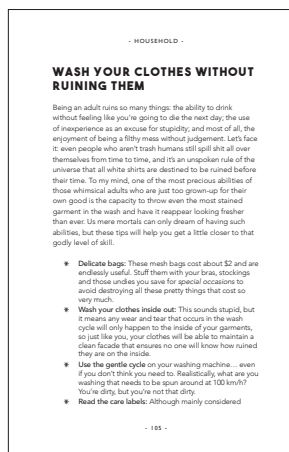 - HOUSEHOLD -
WASH YOUR CLOTHES WITHOUT
RUINING THEM
Being an adult ruins so many things: the ability to drink
without feeling like you're going to die the next day; the use
of inexperience as an excuse for stupidity; and most of all, the
enjoyment of being a filthy mess without judgement. Let's face
it: even people who aren't trash humans still spill shit all over
themselves from time to time, and it's an unspoken rule of the
universe that all white shirts are destined to be ruined before
their time. To my mind, one of the most precious abilities of
those whimsical adults who are just too grown-up for their
own good is the capacity to throw even the most stained
garment in the wash and have it reappear looking fresher
than ever. Us mere mortals can only dream of having such
abilities, but these tips will help you get a little closer to that
godly level of skill.
* Delicate bags: These mesh bags cost about $2 and are
endlessly useful. Stuff them with your bras, stockings
and those undies you save for special occasions to
avoid destroying all these pretty things that cost so
very much.
* Wash your clothes inside out: This sounds stupid, but
it means any wear and tear that occurs in the wash
cycle will only happen to the inside of your garments,
so just like you, your clothes will be able to maintain a
clean facade that ensures no one will know how ruined
they are on the inside.
* Use the gentle cycle on your washing machine… even
if you don't think you need to. Realistically, what are you
washing that needs to be spun around at 100 km/h?
You're dirty, but you're not that dirty.
* Read the care labels: Although mainly considered
- 105 -